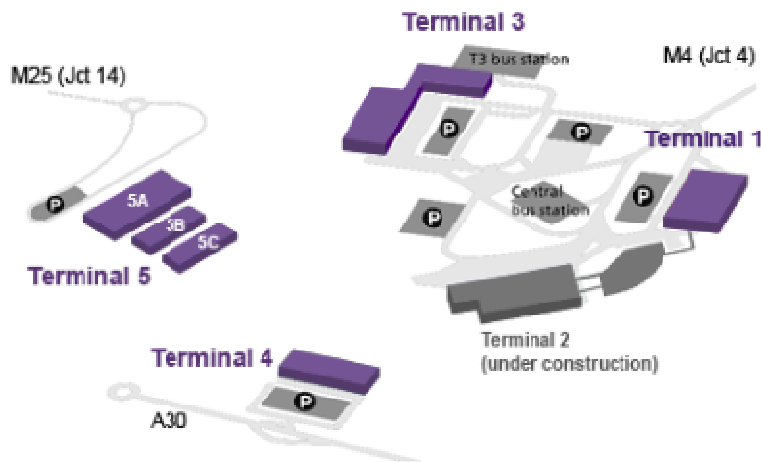 Terminal 3
T3 bus station
M4 (Jct 4)
M25 (Jct 14)
P
P
Terminal 1
5A
P
P
Central
bus station
P
5B
5C
Terminal 5
Terminal 2
(under construction)
Terminal 4
P
A30